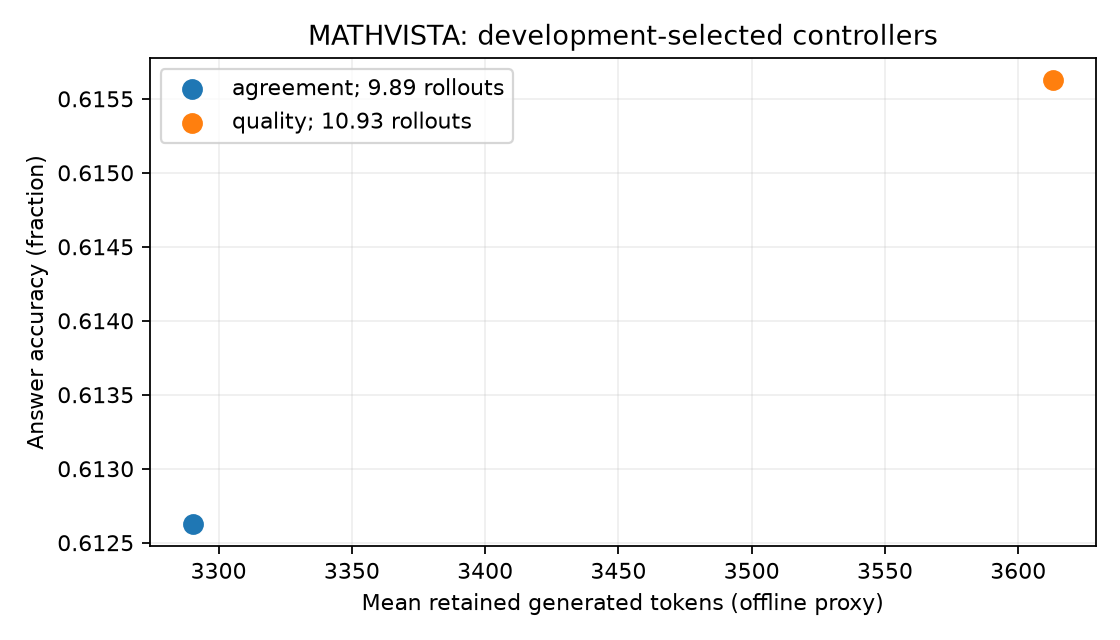 MATHVISTA: development-selected controllers
agreement; 9.89 rollouts
quality; 10.93 rollouts
Answer accuracy (fraction)
0.6155
0.6150
0.6145
0.6140
0.6135
0.6130
0.6125
3300 3350 3400 3450 3500 3550 3600
Mean retained generated tokens (offline proxy)